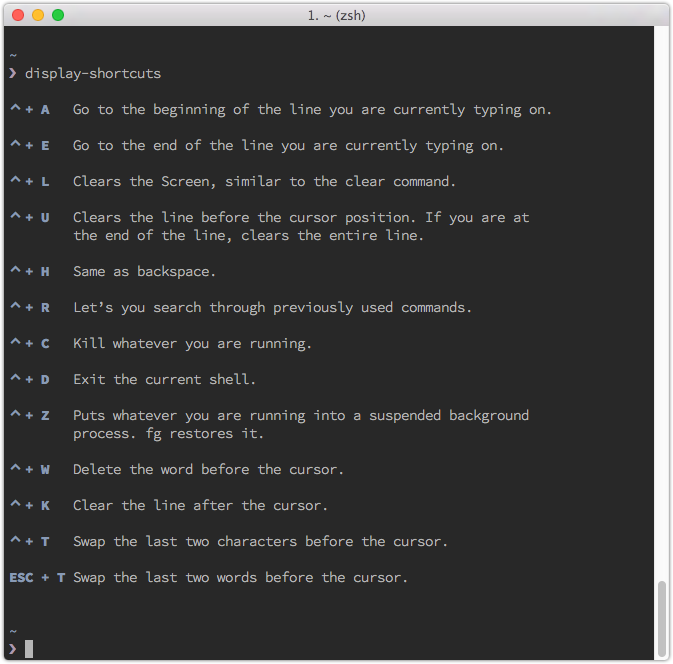 1. ~ (zsh)
~
❯ display-shortcuts
^ + A Go to the beginning of the line you are currently typing on.
^ + E Go to the end of the line you are currently typing on.
^ + L Clears the Screen, similar to the clear command.
^ + U Clears the line before the cursor position. If you are at
the end of the line, clears the entire line.
^ + H Same as backspace.
^ + R Let’s you search through previously used commands.
^ + C Kill whatever you are running.
^ + D Exit the current shell.
^ + Z Puts whatever you are running into a suspended background
process. fg restores it.
^ + W Delete the word before the cursor.
^ + K Clear the line after the cursor.
^ + T Swap the last two characters before the cursor.
ESC + T Swap the last two words before the cursor.
~
❯